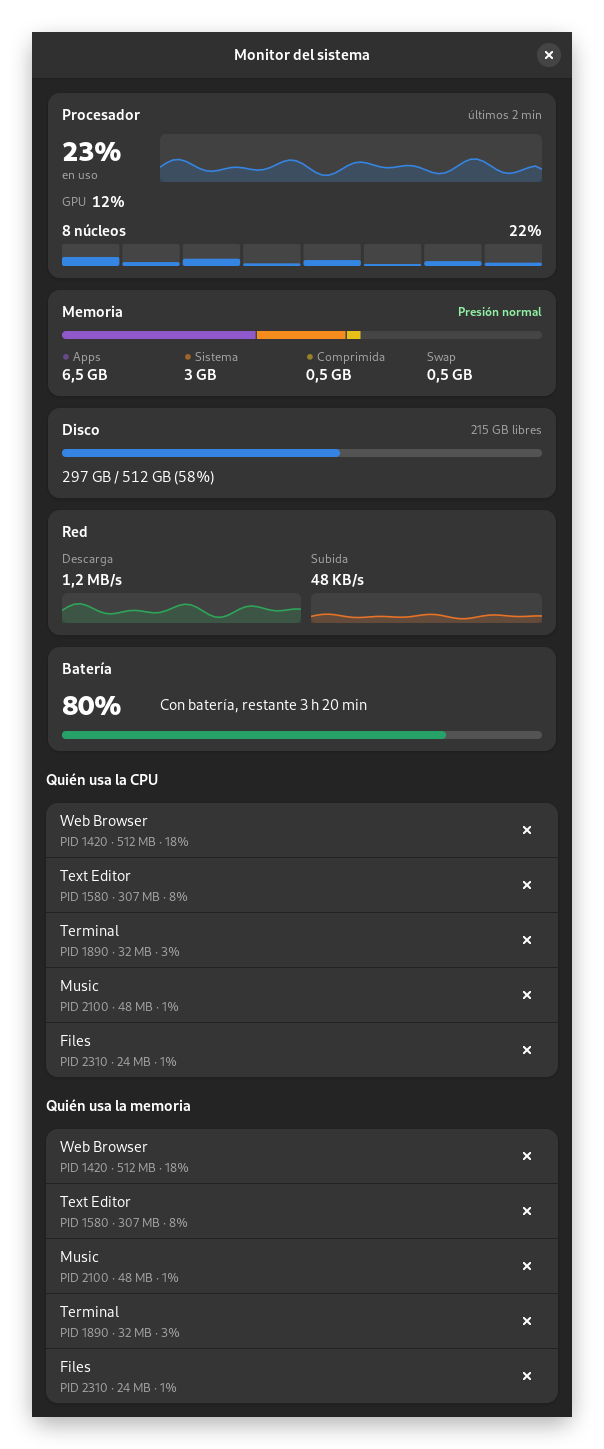 Monitor del sistema
Procesador
últimos 2 min
23%
en uso
GPU 12%
8 núcleos
22%
Memoria
Presión normal
Apps
Sistema
Comprimida
Swap
6,5 GB
3 GB
0,5 GB
0,5 GB
Disco
215 GB libres
297 GB / 512 GB (58%)
Red
Descarga
Subida
1,2 MB/s
48 KB/s
Batería
80%
Con batería, restante 3 h 20 min
Quién usa la CPU
Web Browser
PID 1420 · 512 MB · 18%
Text Editor
PID 1580 · 307 MB · 8%
Terminal
PID 1890 · 32 MB · 3%
Music
PID 2100 · 48 MB · 1%
Files
PID 2310 · 24 MB · 1%
Quién usa la memoria
Web Browser
PID 1420 · 512 MB · 18%
Text Editor
PID 1580 · 307 MB · 8%
Music
PID 2100 · 48 MB · 1%
Terminal
PID 1890 · 32 MB · 3%
Files
PID 2310 · 24 MB · 1%